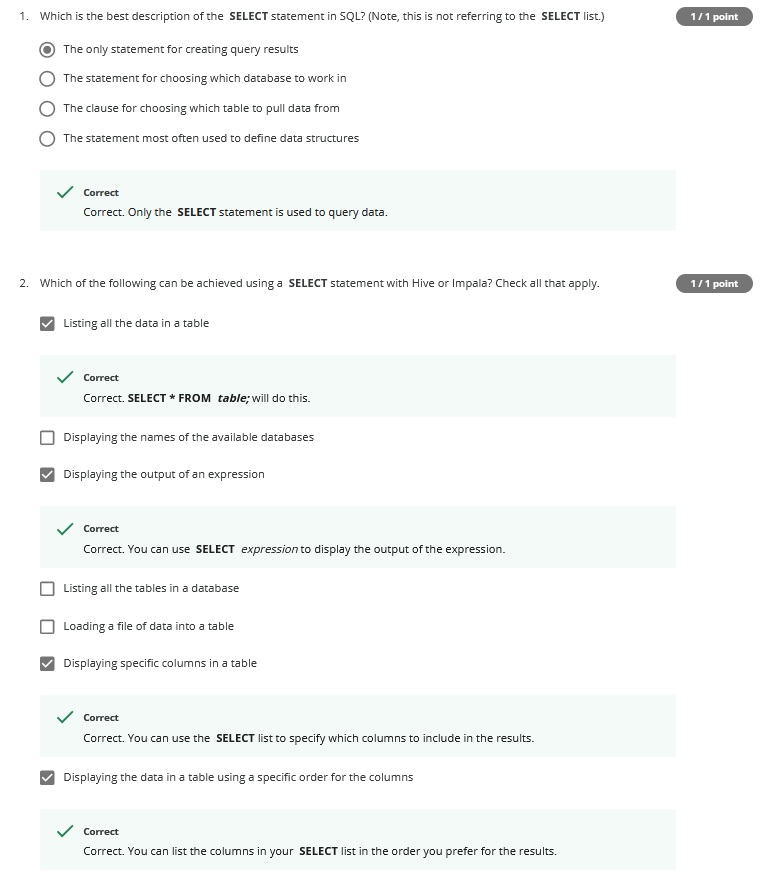 1. Which is the best description of the SELECT statement in SQL? (Note, this is not referring to the SELECT list.)
1 / 1 point
The only statement for creating query results
The statement for choosing which database to work in
The clause for choosing which table to pull data from
The statement most often used to define data structures
Correct
Correct. Only the SELECT statement is used to query data.
2. Which of the following can be achieved using a SELECT statement with Hive or Impala? Check all that apply.
1 / 1 point
Listing all the data in a table
Correct
Correct. SELECT * FROM table; will do this.
Displaying the names of the available databases
Displaying the output of an expression
Correct
Correct. You can use SELECT expression to display the output of the expression.
Listing all the tables in a database
Loading a file of data into a table
Displaying specific columns in a table
Correct
Correct. You can use the SELECT list to specify which columns to include in the results.
Displaying the data in a table using a specific order for the columns
Correct
Correct. You can list the columns in your SELECT list in the order you prefer for the results.